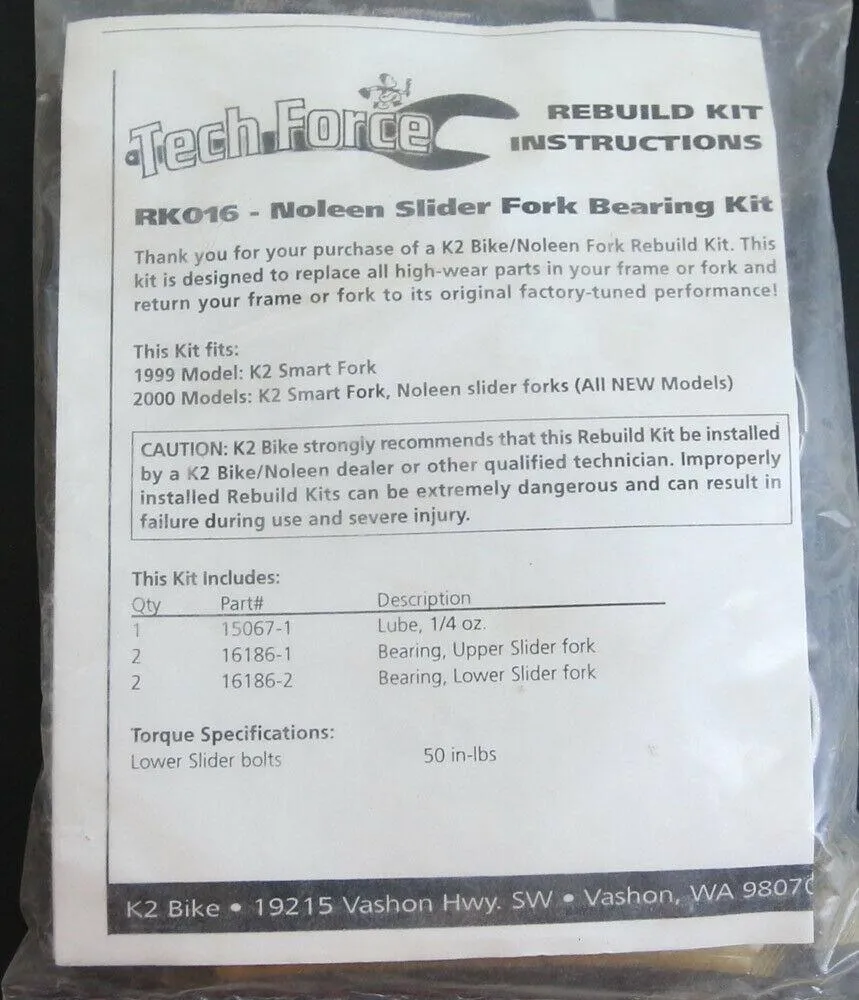 Tech Force
REBUILD KIT
INSTRUCTIONS
RK016 - Noleen Slider Fork Bearing Kit
Thank you for your purchase of a K2 Bike/Noleen Fork Rebuild Kit. This
kit is designed to replace all high-wear parts in your frame or fork and
return your frame or fork to its original factory-tuned performance!
This Kit fits:
1999 Model: K2 Smart Fork
2000 Models: K2 Smart Fork, Noleen slider forks (All NEW Models)
CAUTION: K2 Bike strongly recommends that this Rebuild Kit be installed
by a K2 Bike/Noleen dealer or other qualified technician. Improperly
installed Rebuild Kits can be extremely dangerous and can result in
failure during use and severe injury.
This Kit Includes:
Qty Part# Description
1 15067-1 Lube, 1/4 oz.
2 16186-1 Bearing, Upper Slider fork
2 16186-2 Bearing, Lower Slider fork
Torque Specifications:
Lower Slider bolts 50 in-lbs
K2 Bike • 19215 Vashon Hwy. SW • Vashon, WA 98070